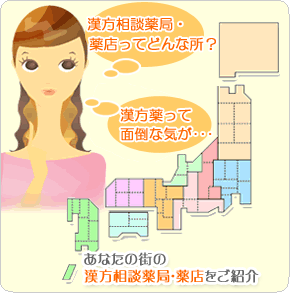 漢方相談薬局・
薬店ってどんな所？
漢方薬って
面倒な気が･･･
あなたの街の
漢方相談薬局・薬店をご紹介